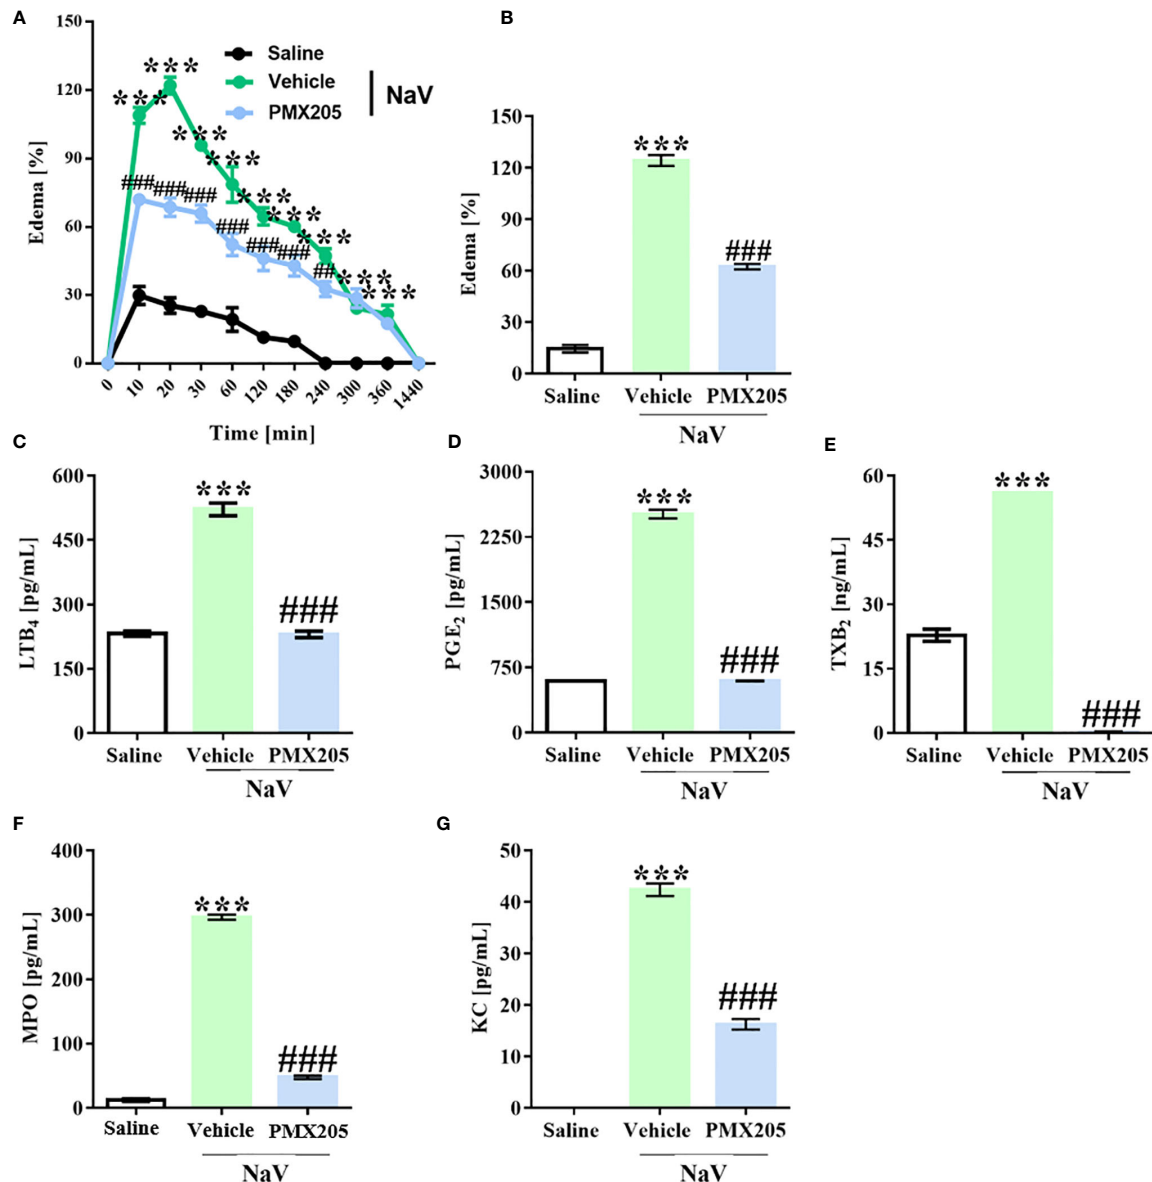 A
Edema [%]
150
120
90
60
30
0
Saline
Vehicle
PMX205
NaV
***
***
***
***
***
***
***
***
***
###
###
###
###
###
###
##
0
10
20
30
60
120
180
240
300
360
1440
Time [min]
B
Edema [%]
150
120
90
60
30
0
***
###
Saline Vehicle PMX205
NaV
C
LTB4 [pg/mL]
600
450
300
150
0
***
###
Saline Vehicle PMX205
NaV
D
PGE2 [pg/mL]
3000
2250
1500
750
0
***
###
Saline Vehicle PMX205
NaV
E
TXB2 [ng/mL]
60
45
30
15
0
***
###
Saline Vehicle PMX205
NaV
F
MPO [pg/mL]
400
300
200
100
0
***
###
Saline Vehicle PMX205
NaV
G
KC [pg/mL]
50
40
30
20
10
0
***
###
Saline Vehicle PMX205
NaV